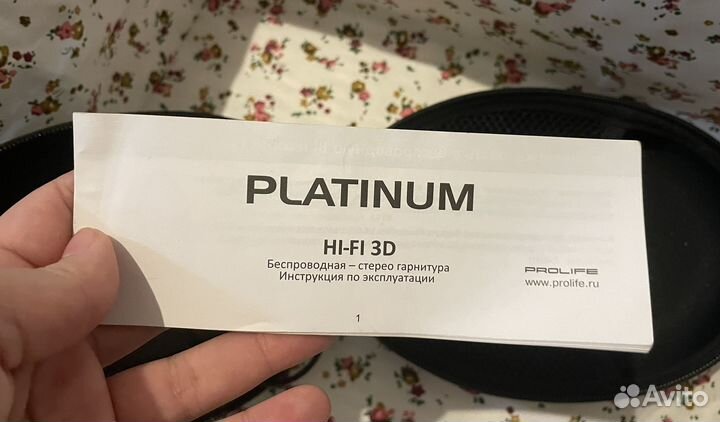 PLATINUM
HI-FI 3D
Беспроводная – стерео гарнитура
Инструкция по эксплуатации
PROLIFE
www.prolife.ru
1
Avito